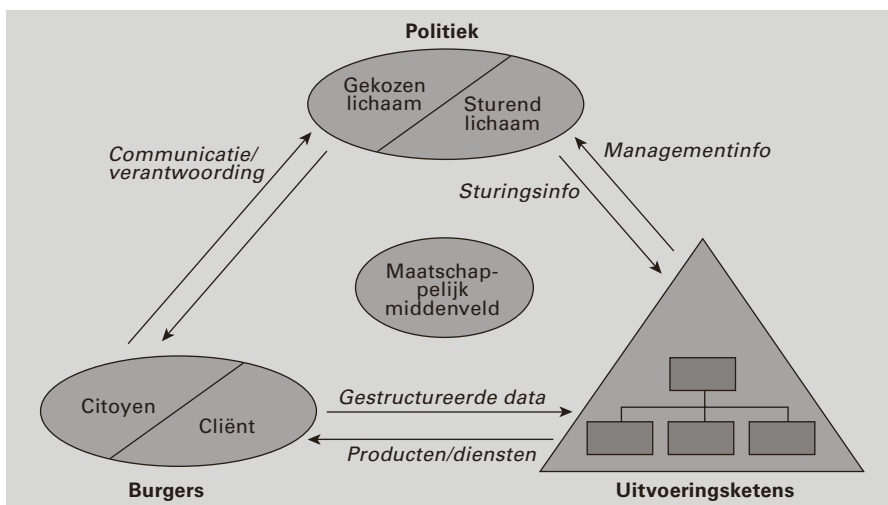 Politiek
Gekozen
lichaam
Sturend
lichaam
Communicatie/
verantwoording
Managementinfo
Sturingsinfo
Maatschap-
pelijk
middenveld
Citoyen
Cliënt
Gestructureerde data
Producten/diensten
Burgers
Uitvoeringsketens